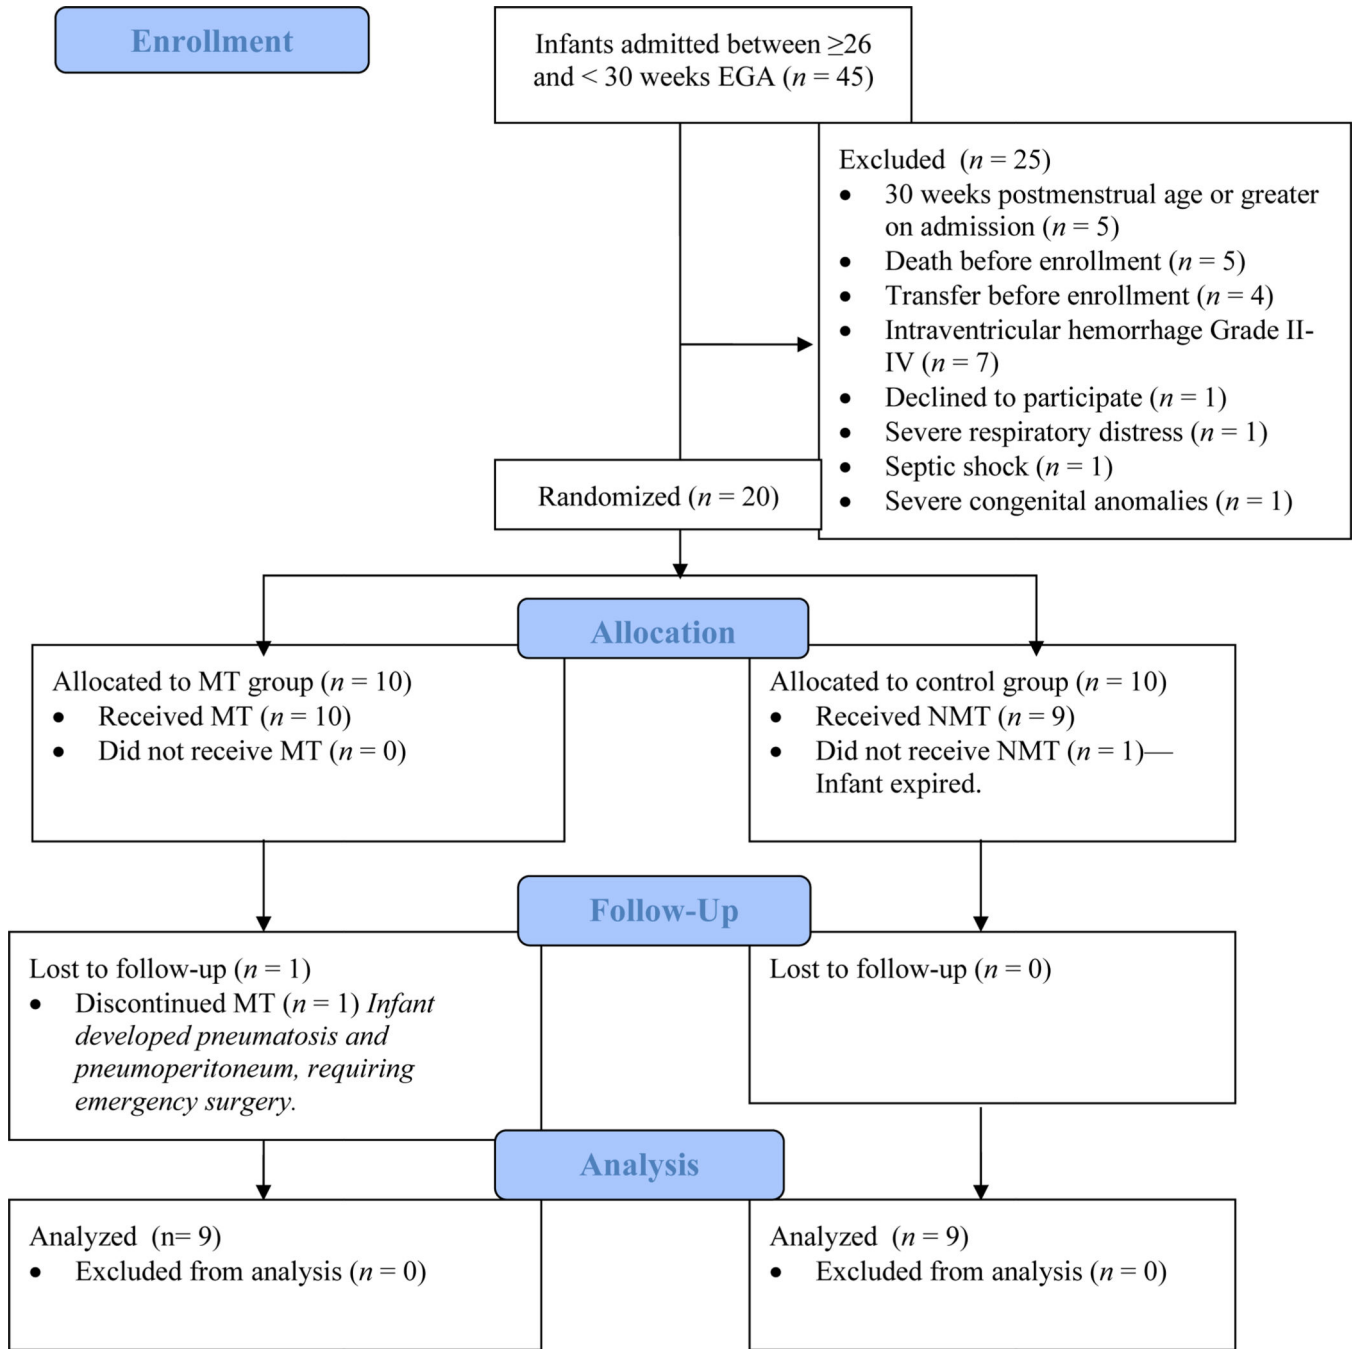 Enrollment
Infants admitted between ≥26
and < 30 weeks EGA (n = 45)
Excluded (n = 25)
• 30 weeks postmenstrual age or greater
on admission (n = 5)
• Death before enrollment (n = 5)
• Transfer before enrollment (n = 4)
• Intraventricular hemorrhage Grade II-
IV (n = 7)
• Declined to participate (n = 1)
• Severe respiratory distress (n = 1)
• Septic shock (n = 1)
• Severe congenital anomalies (n = 1)
Randomized (n = 20)
Allocation
Allocated to MT group (n = 10)
• Received MT (n = 10)
• Did not receive MT (n = 0)
Allocated to control group (n = 10)
• Received NMT (n = 9)
• Did not receive NMT (n = 1)—
Infant expired.
Follow-Up
Lost to follow-up (n = 1)
• Discontinued MT (n = 1) Infant
developed pneumatosis and
pneumoperitoneum, requiring
emergency surgery.
Lost to follow-up (n = 0)
Analysis
Analyzed (n= 9)
• Excluded from analysis (n = 0)
Analyzed (n = 9)
• Excluded from analysis (n = 0)